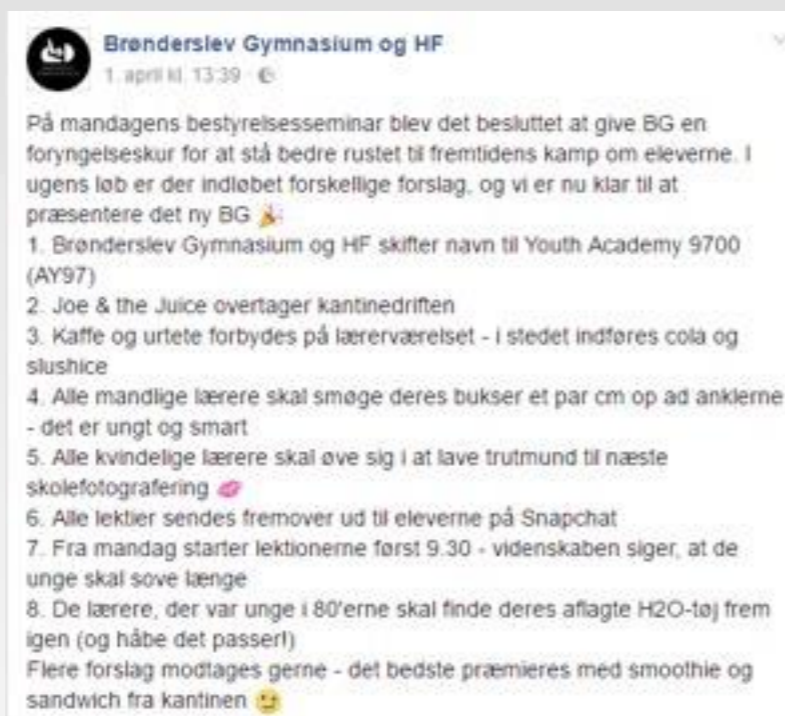 Brønderslev Gymnasium og HF
1. april kl. 13:39
På mandagens bestyrelsesseminar blev det besluttet at give BG en
foryngelseskur for at stå bedre rustet til fremtidens kamp om eleverne. I
ugens løb er der indløbet forskellige forslag, og vi er nu klar til at
præsentere det ny BG 🎉
1. Brønderslev Gymnasium og HF skifter navn til Youth Academy 9700
(AY97)
2. Joe & the Juice overtager kantinedriften
3. Kaffe og urtete forbydes på lærerværelset - i stedet indføres cola og
slushice
4. Alle mandlige lærere skal smøge deres bukser et par cm op ad anklerne
- det er ungt og smart
5. Alle kvindelige lærere skal øve sig i at lave trutmund til næste
skolefotografering 💋
6. Alle lektier sendes fremover ud til eleverne på Snapchat
7. Fra mandag starter lektionerne først 9.30 - videnskaben siger, at de
unge skal sove længe
8. De lærere, der var unge i 80'erne skal finde deres aflagte H2O-tøj frem
igen (og håbe det passer!)
Flere forslag modtages gerne - det bedste præmieres med smoothie og
sandwich fra kantinen 😉